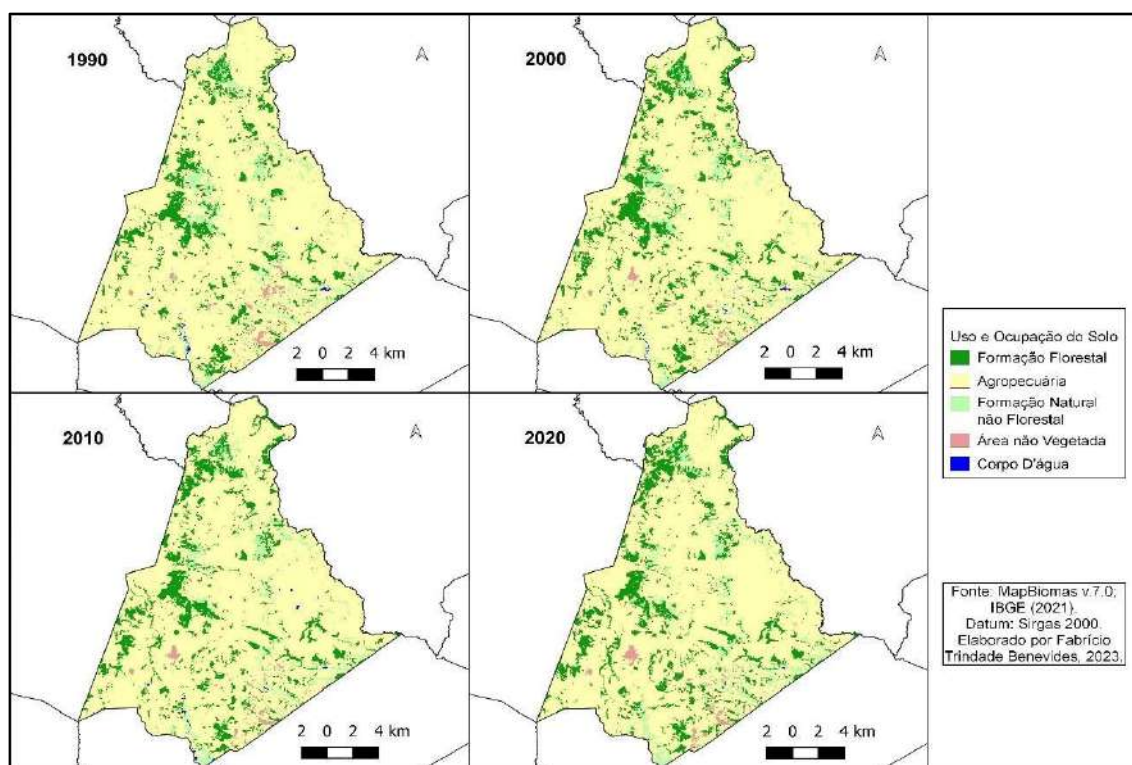 1990
2000
2 0 2 4 km
2 0 2 4 km
2010
2020
2 0 2 4 km
2 0 2 4 km
Uso e Ocupação do Solo
Formação Florestal
Agropecuária
Formação Natural
não Florestal
Área não Vegetada
Corpo D'água
Fonte: MapBiomas v.7.0;
IBGE (2021).
Datum: Sirgas 2000.
Elaborado por Fabrício
Trindade Benevides, 2023.